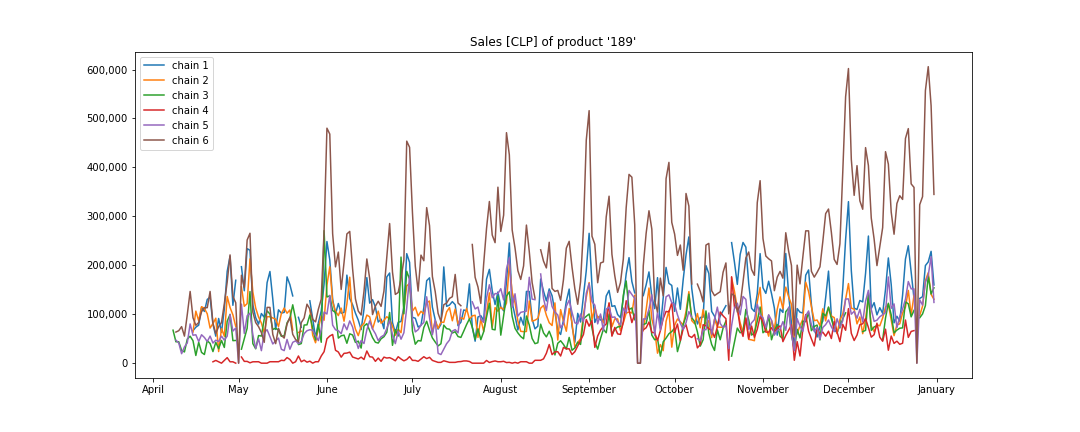 Sales [CLP] of product '189'
600,000
500,000
400,000
300,000
200,000
100,000
0
chain 1
chain 2
chain 3
chain 4
chain 5
chain 6
April May June July August September October November December January